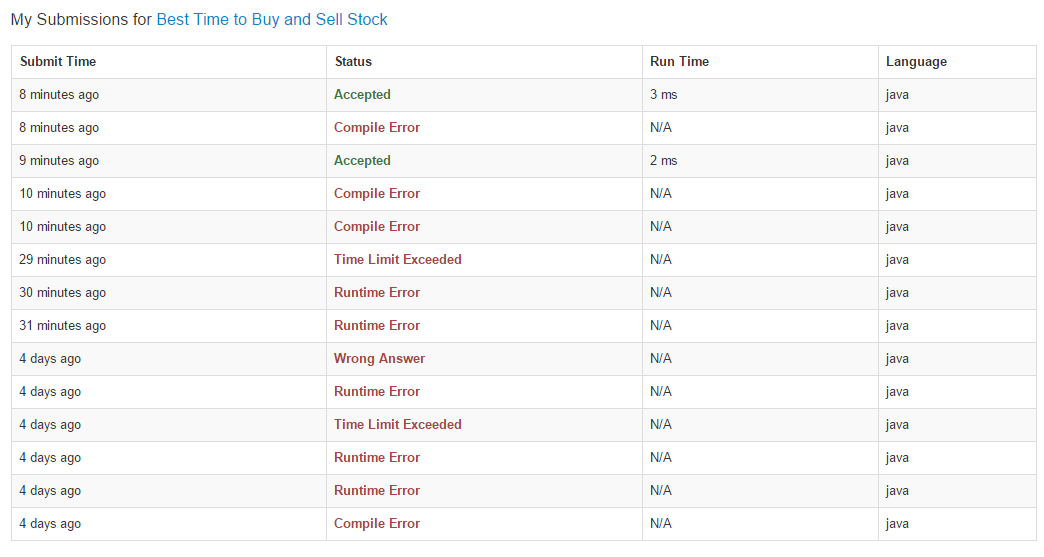 My Submissions for Best Time to Buy and Sell Stock
Submit Time Status Run Time Language
8 minutes ago Accepted 3 ms java
8 minutes ago Compile Error N/A java
9 minutes ago Accepted 2 ms java
10 minutes ago Compile Error N/A java
10 minutes ago Compile Error N/A java
29 minutes ago Time Limit Exceeded N/A java
30 minutes ago Runtime Error N/A java
31 minutes ago Runtime Error N/A java
4 days ago Wrong Answer N/A java
4 days ago Runtime Error N/A java
4 days ago Time Limit Exceeded N/A java
4 days ago Runtime Error N/A java
4 days ago Runtime Error N/A java
4 days ago Compile Error N/A java